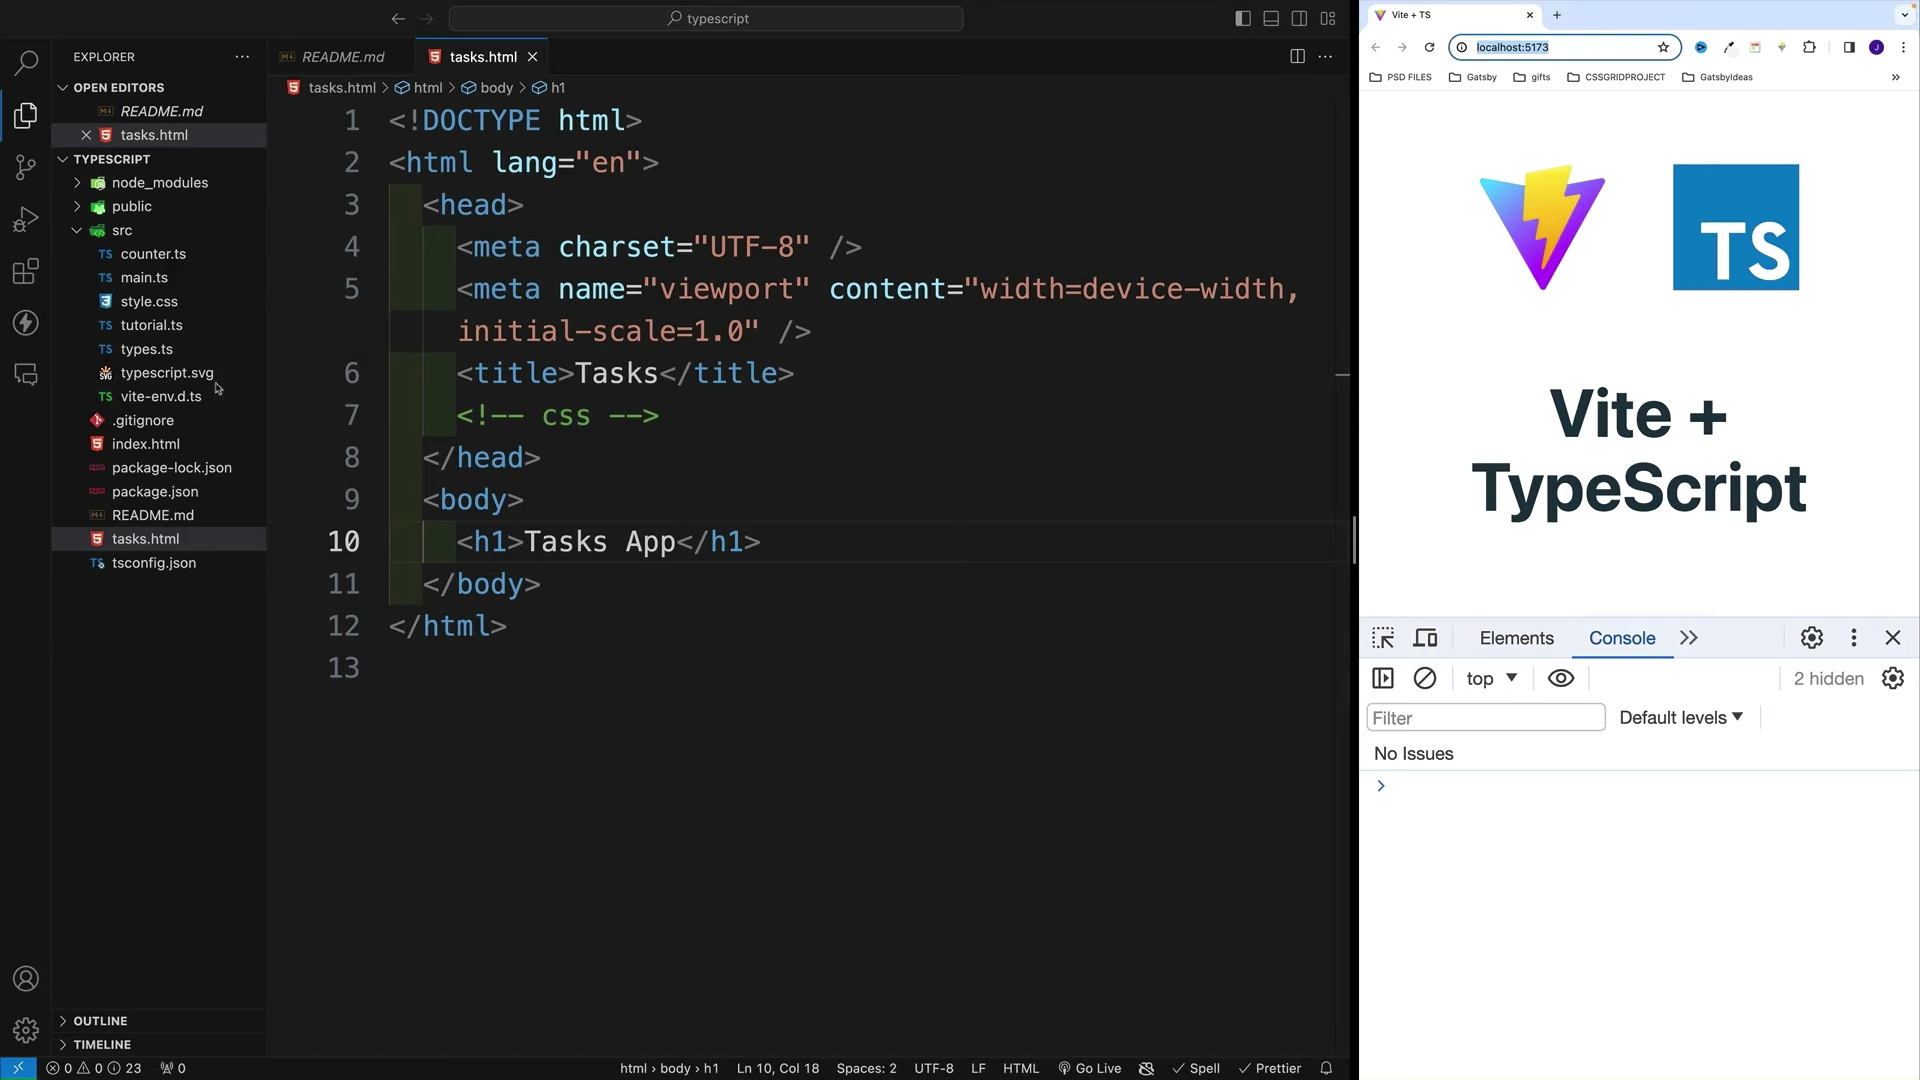 typescript
EXPLORER
OPEN EDITORS
README.md
tasks.html
TYPESCRIPT
node_modules
public
src
TS counter.ts
TS main.ts
style.css
TS tutorial.ts
TS types.ts
typescript.svg
TS vite-env.d.ts
.gitignore
index.html
package-lock.json
package.json
README.md
tasks.html
TS tsconfig.json
OUTLINE
TIMELINE
README.md
tasks.html
tasks.html > html > body > h1
1 <!DOCTYPE html>
2 <html lang="en">
3 <head>
4 <meta charset="UTF-8" />
5 <meta name="viewport" content="width=device-width,
initial-scale=1.0" />
6 <title>Tasks</title>
7 <!-- css -->
8 </head>
9 <body>
10 <h1>Tasks App</h1>
11 </body>
12 </html>
13
0 0 23 0
html > body > h1 Ln 10, Col 18 Spaces: 2 UTF-8 LF HTML Go Live Spell Prettier
Vite + TS
localhost:5173
J
PSD FILES Gatsby gifts CSSGRIDPROJECT GatsbyIdeas
TS
Vite +
TypeScript
Elements Console
top 2 hidden
Filter Default levels
No Issues